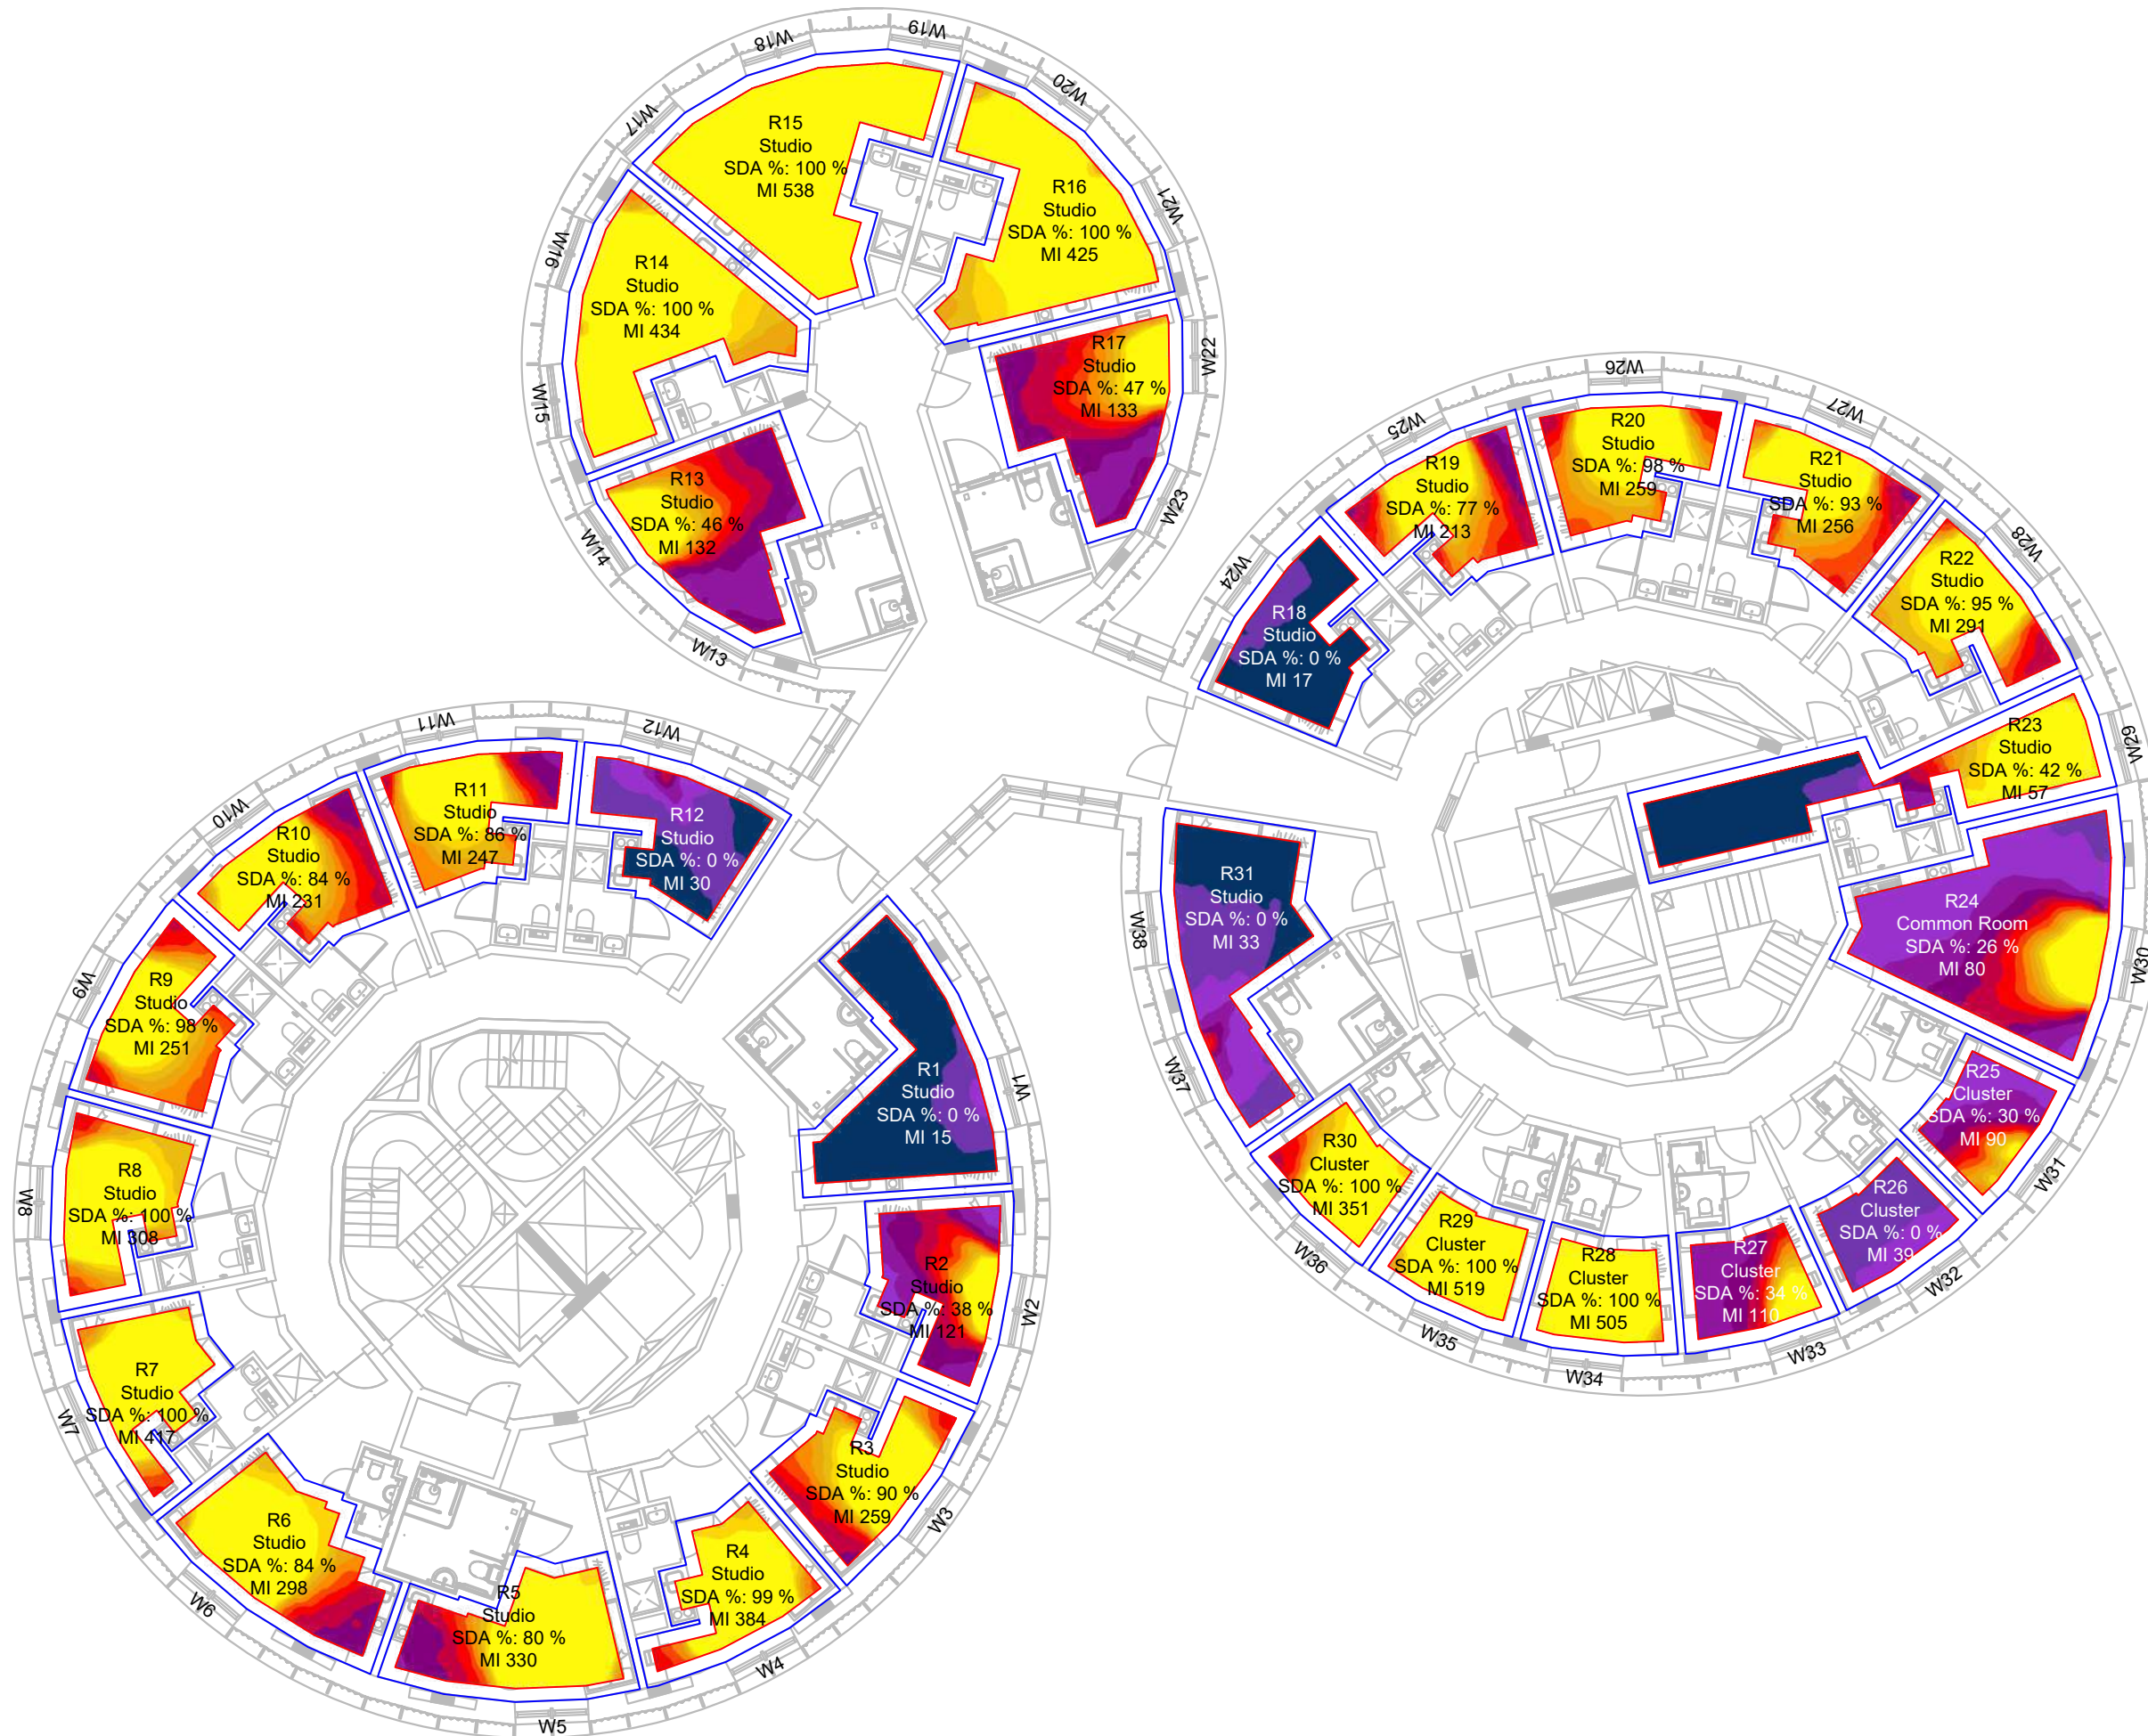 W19
W18
W20
W17
R15
Studio
SDA %: 100 %
MI 538
R16
Studio
SDA %: 100 %
MI 425
W21
W16
R14
Studio
SDA %: 100 %
MI 434
W15
R17
Studio
SDA %: 47 %
MI 133
W22
R13
Studio
SDA %: 46 %
MI 132
W14
W23
W13
W26
W25
W27
R20
Studio
SDA %: 98 %
MI 259
R19
Studio
SDA %: 77 %
MI 213
R21
Studio
SDA %: 93 %
MI 256
W28
W24
R22
Studio
SDA %: 95 %
MI 291
R18
Studio
SDA %: 0 %
MI 17
R23
Studio
SDA %: 42 %
MI 57
W29
W11
W12
W10
R11
Studio
SDA %: 86 %
MI 247
R12
Studio
SDA %: 0 %
MI 30
R10
Studio
SDA %: 84 %
MI 231
R31
Studio
SDA %: 0 %
MI 33
W38
R24
Common Room
SDA %: 26 %
MI 80
W30
W9
R9
Studio
SDA %: 98 %
MI 251
R1
Studio
SDA %: 0 %
MI 15
W1
W37
R25
Cluster
SDA %: 30 %
MI 90
W31
R30
Cluster
SDA %: 100 %
MI 351
R26
Cluster
SDA %: 0 %
MI 39
W8
R8
Studio
SDA %: 100 %
MI 308
R29
Cluster
SDA %: 100 %
MI 519
R28
Cluster
SDA %: 100 %
MI 505
R27
Cluster
SDA %: 34 %
MI 110
W36
W32
R2
Studio
SDA %: 38 %
MI 121
W2
W35
W34
W33
R7
Studio
SDA %: 100 %
MI 417
W7
R3
Studio
SDA %: 90 %
MI 259
W3
R6
Studio
SDA %: 84 %
MI 298
W6
R5
Studio
SDA %: 80 %
MI 330
R4
Studio
SDA %: 99 %
MI 384
W4
W5